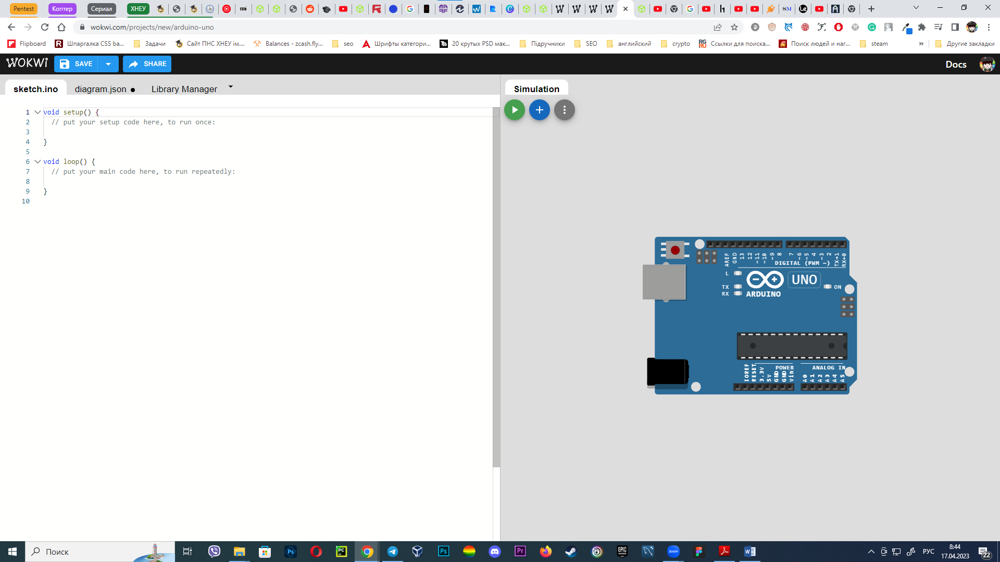 Pentest Коптер Сериал ХНЕУ
wokwi.com/projects/new/arduino-uno
Flipboard Шпаргалка CSS ba... Задачи Сайт ПНС ХНЕУ ім.... Balances - zcash.fly... seo Шрифты категори... 20 крутых PSD мак... Підручники SEO английский crypto Ссылки для поиска... Поиск людей и наг... steam » Другие закладки
WOKWI SAVE SHARE Docs
sketch.ino diagram.json ● Library Manager
Simulation
1 void setup() {
2 // put your setup code here, to run once:
3
4 }
5
6 void loop() {
7 // put your main code here, to run repeatedly:
8
9 }
10
AREF GND 13 12 ~11 ~10 ~9 8 7 ~6 ~5 4 ~3 2 TX→1 RX←0
DIGITAL (PWM ~)
L
UNO
TX
ON
RX
ARDUINO
POWER ANALOG IN
IOREF RESET 3.3V 5V GND GND Vin A0 A1 A2 A3 A4 A5
Поиск
РУС
8:44
17.04.2023
22